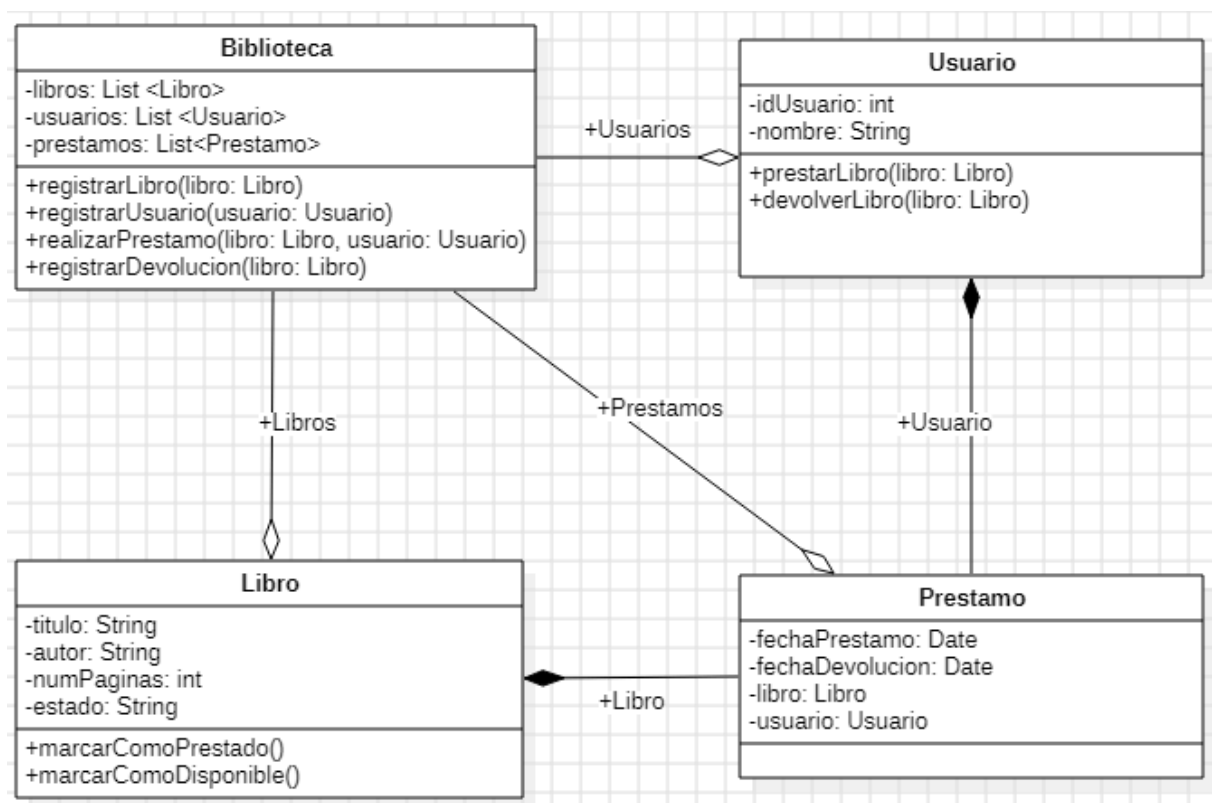 Biblioteca
-libros: List <Libro>
-usuarios: List <Usuario>
-prestamos: List<Prestamo>
+registrarLibro(libro: Libro)
+registrarUsuario(usuario: Usuario)
+realizarPrestamo(libro: Libro, usuario: Usuario)
+registrarDevolucion(libro: Libro)
+Usuarios
Usuario
-idUsuario: int
-nombre: String
+prestarLibro(libro: Libro)
+devolverLibro(libro: Libro)
+Libros
+Prestamos
+Usuario
Libro
-titulo: String
-autor: String
-numPaginas: int
-estado: String
+marcarComoPrestado()
+marcarComoDisponible()
+Libro
Prestamo
-fechaPrestamo: Date
-fechaDevolucion: Date
-libro: Libro
-usuario: Usuario